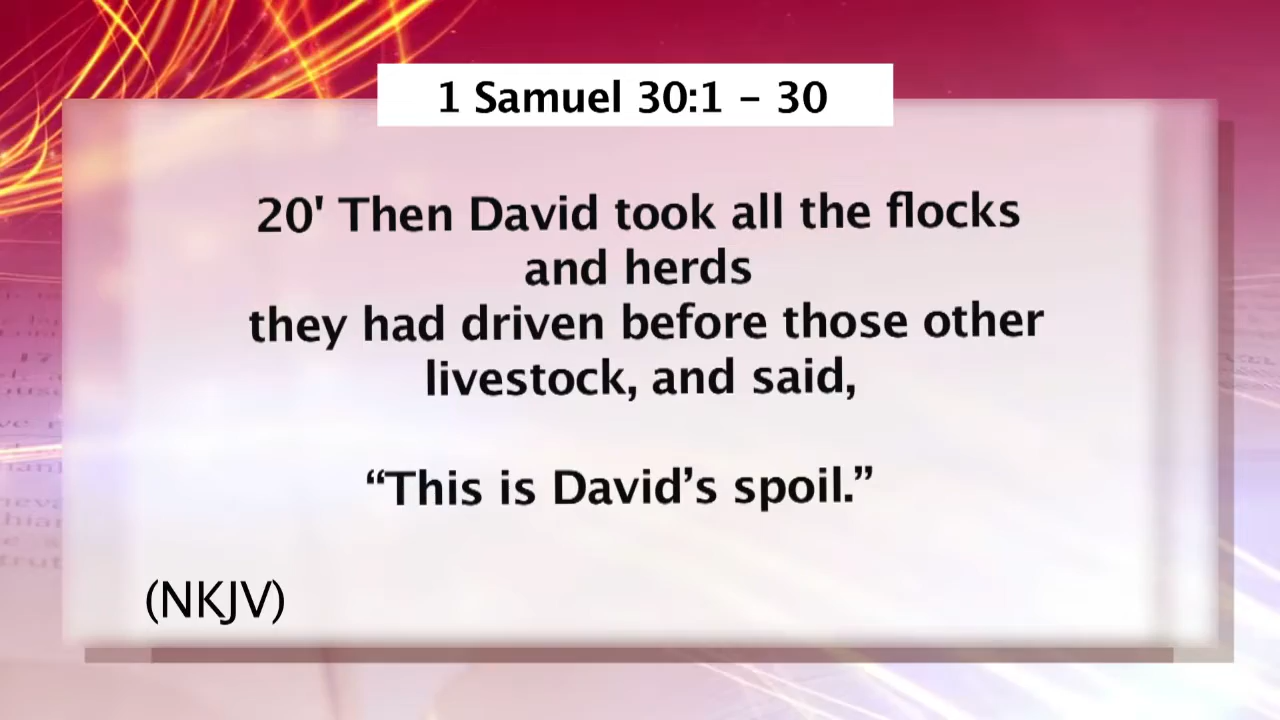 1 Samuel 30:1 – 30
20' Then David took all the flocks
and herds
they had driven before those other
livestock, and said,
“This is David’s spoil.”
(NKJV)